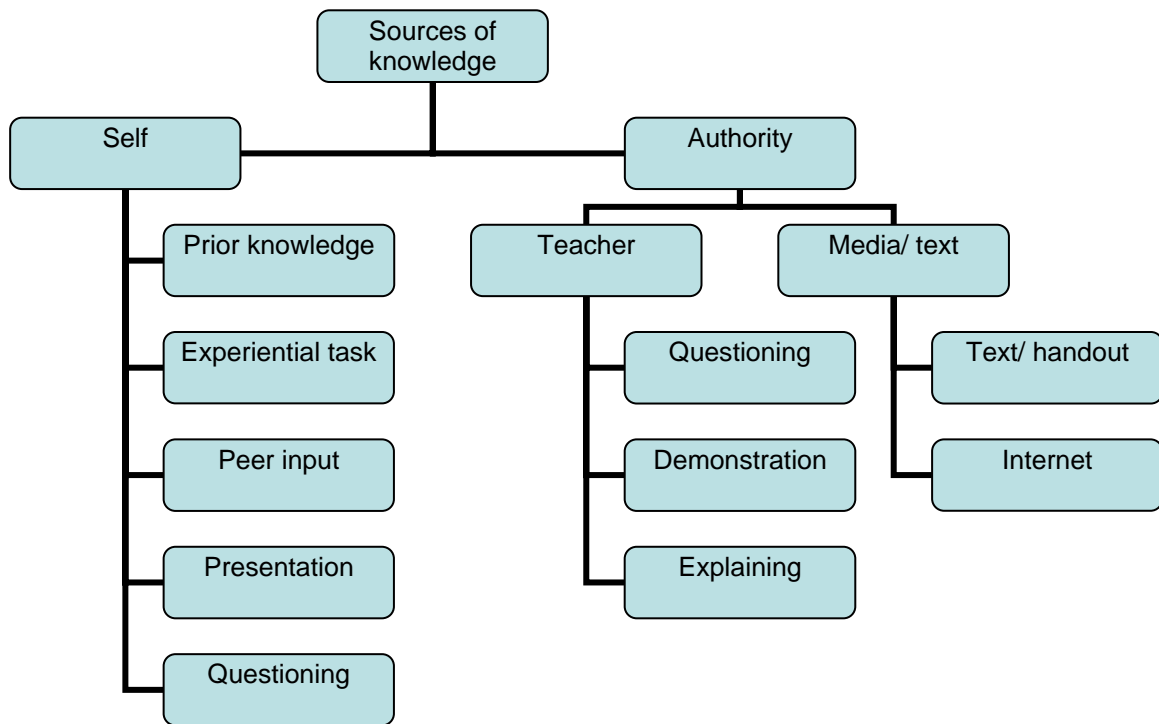 Sources of
knowledge
Self
Authority
Prior knowledge
Teacher
Media/ text
Experiential task
Questioning
Text/ handout
Peer input
Demonstration
Internet
Presentation
Explaining
Questioning